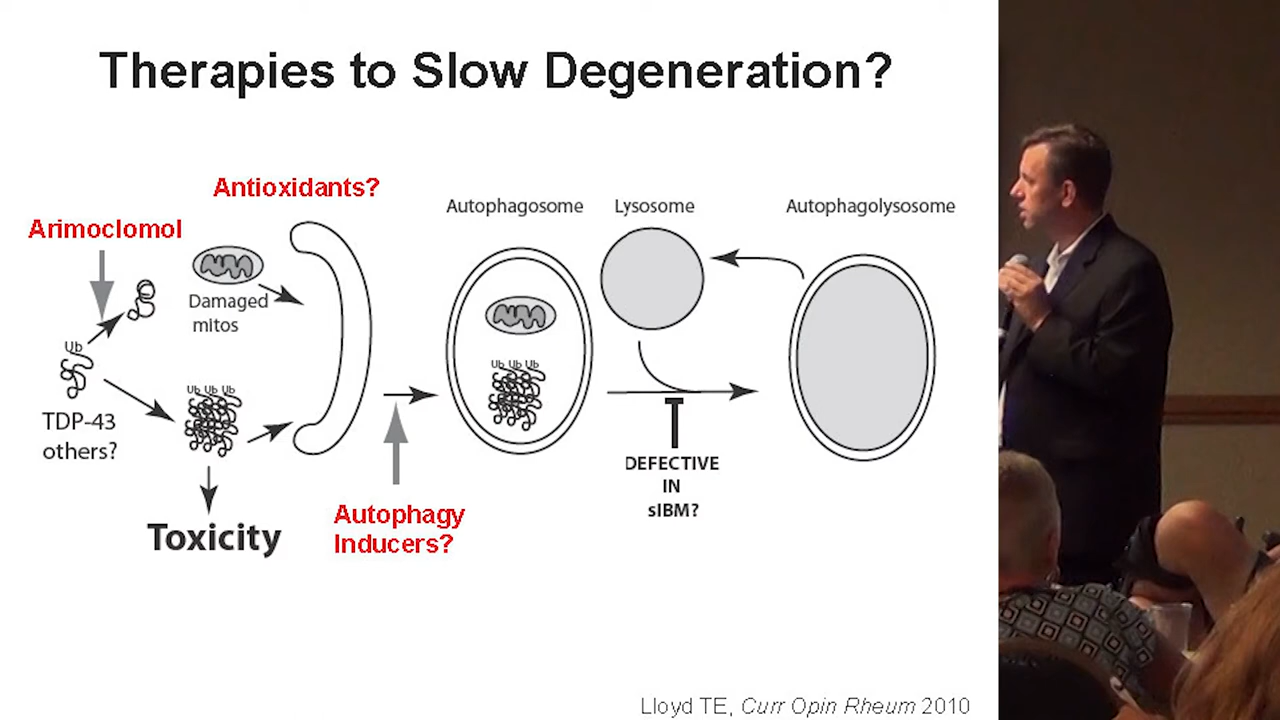 Therapies to Slow Degeneration?
Antioxidants?
Arimoclomol
Autophagosome
Lysosome
Autophagolysosome
Damaged
mitos
Ub
TDP-43
others?
Ub Ub Ub
Ub Ub Ub
Toxicity
Autophagy
Inducers?
DEFECTIVE
IN
sIBM?
Lloyd TE, Curr Opin Rheum 2010